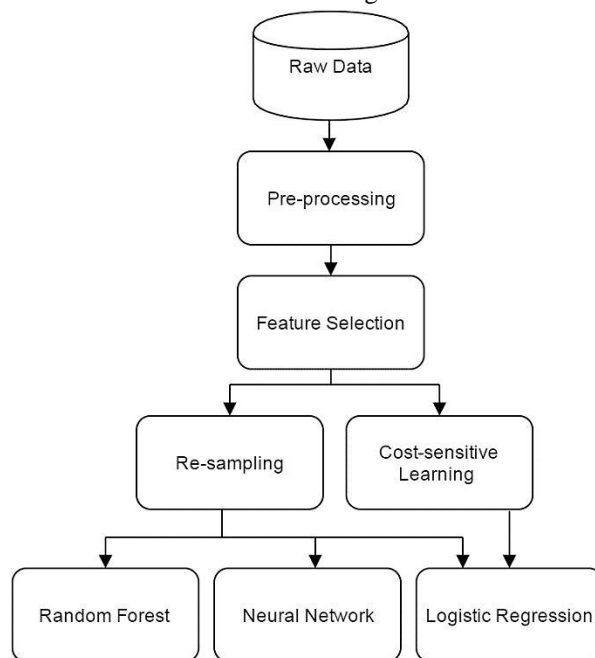 Raw Data
Pre-processing
Feature Selection
Re-sampling
Cost-sensitive
Learning
Random Forest
Neural Network
Logistic Regression